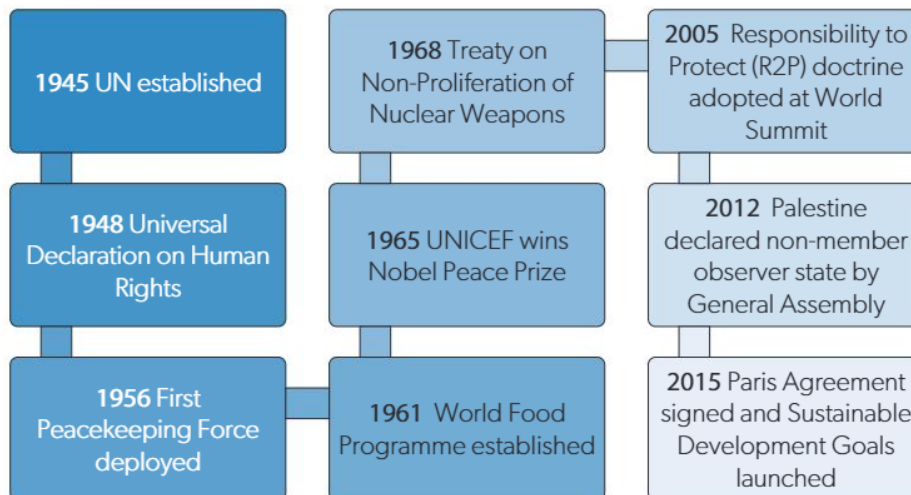 1945 UN established
1948 Universal
Declaration on Human
Rights
1956 First
Peacekeeping Force
deployed
1961 World Food
Programme established
1965 UNICEF wins
Nobel Peace Prize
1968 Treaty on
Non-Proliferation of
Nuclear Weapons
2005 Responsibility to
Protect (R2P) doctrine
adopted at World
Summit
2012 Palestine
declared non-member
observer state by
General Assembly
2015 Paris Agreement
signed and Sustainable
Development Goals
launched